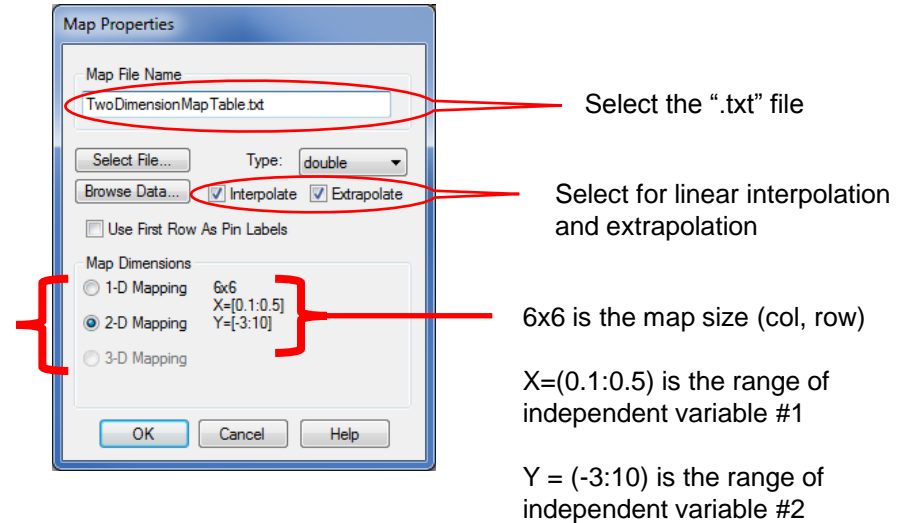 Map Properties
Map File Name
TwoDimensionMapTable.txt
Select the “.txt” file
Select File...
Type:
double
Browse Data...
Interpolate
Extrapolate
Select for linear interpolation
and extrapolation
Use First Row As Pin Labels
Map Dimensions
1-D Mapping
6x6
X=[0.1:0.5]
2-D Mapping
Y=[-3:10]
3-D Mapping
6x6 is the map size (col, row)
X=(0.1:0.5) is the range of
independent variable #1
OK
Cancel
Help
Y = (-3:10) is the range of
independent variable #2